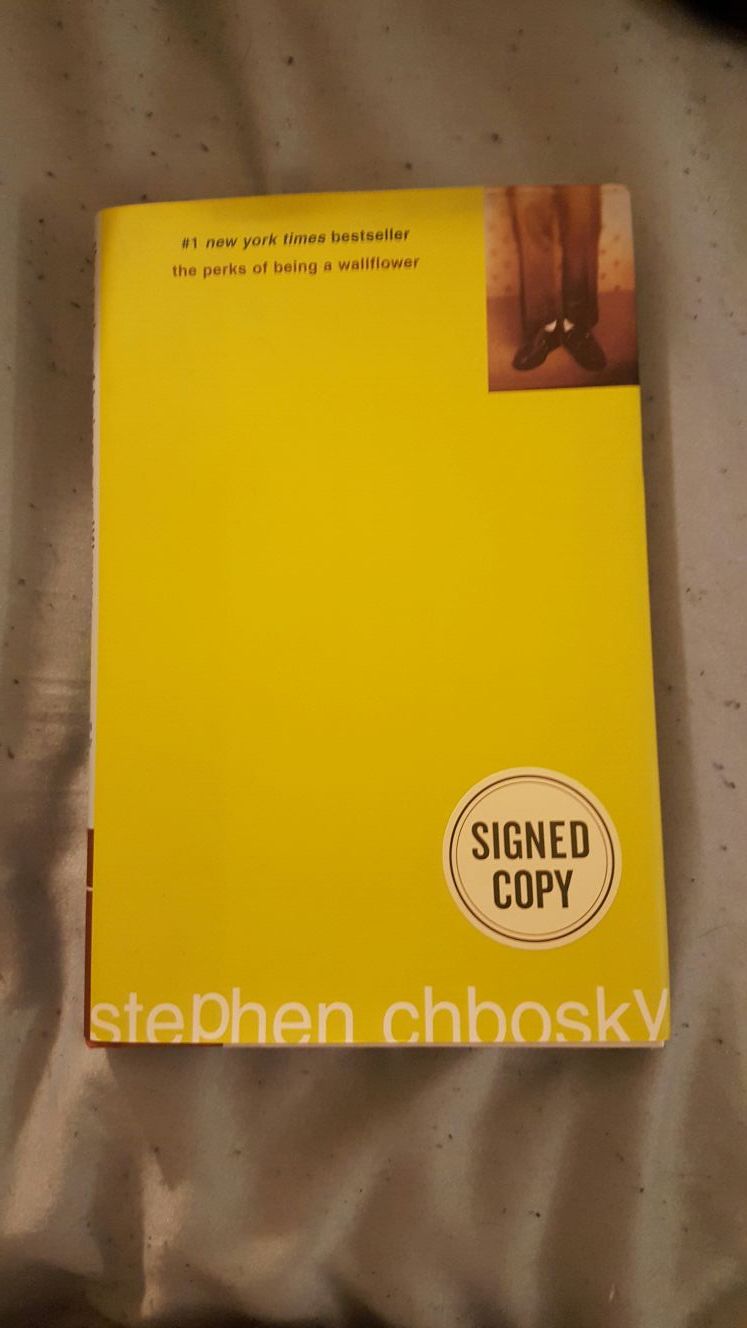 #1 new york times bestseller
the perks of being a wallflower
SIGNED
COPY
stephen chbosky